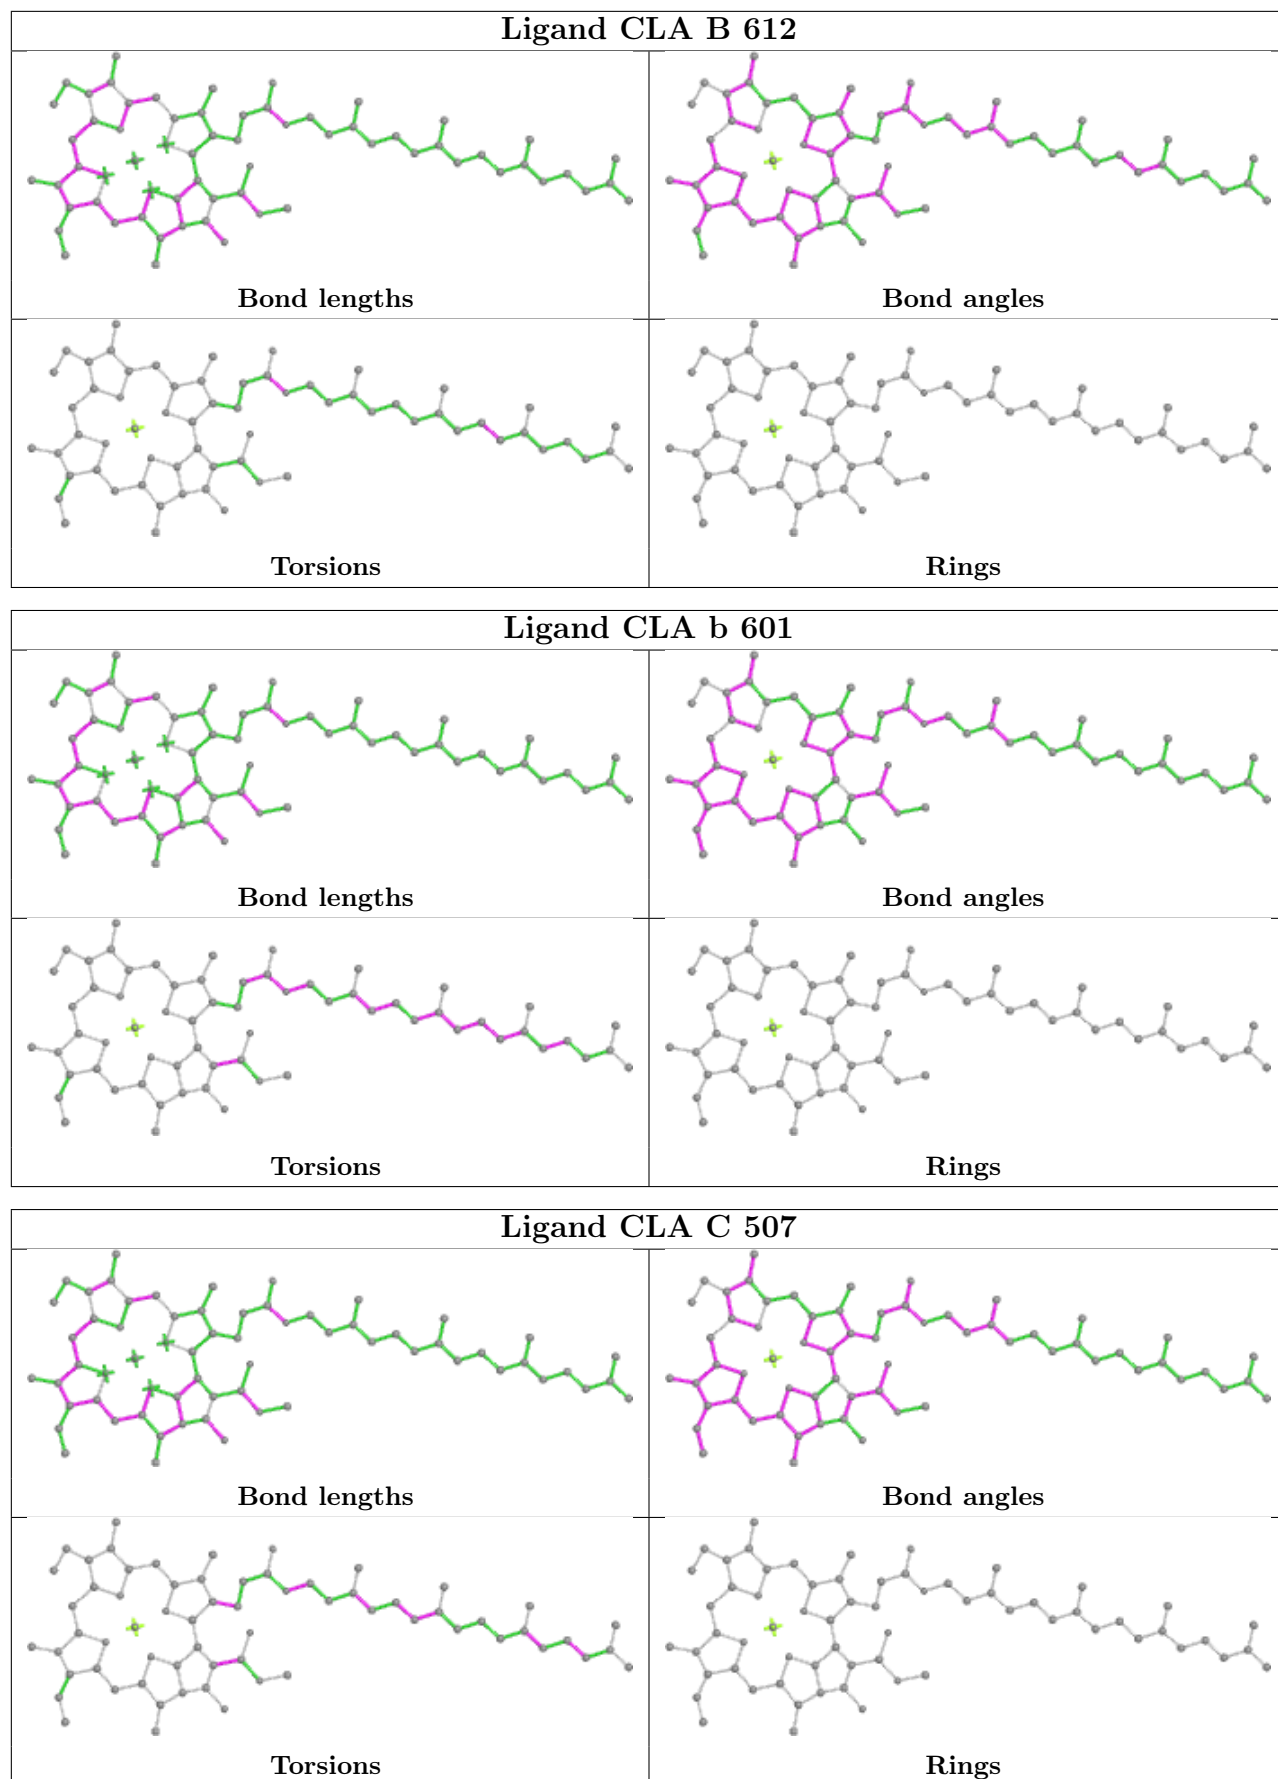 Ligand CLA B 612
Bond lengths
Bond angles
Torsions
Rings
Ligand CLA b 601
Bond lengths
Bond angles
Torsions
Rings
Ligand CLA C 507
Bond lengths
Bond angles
Torsions
Rings